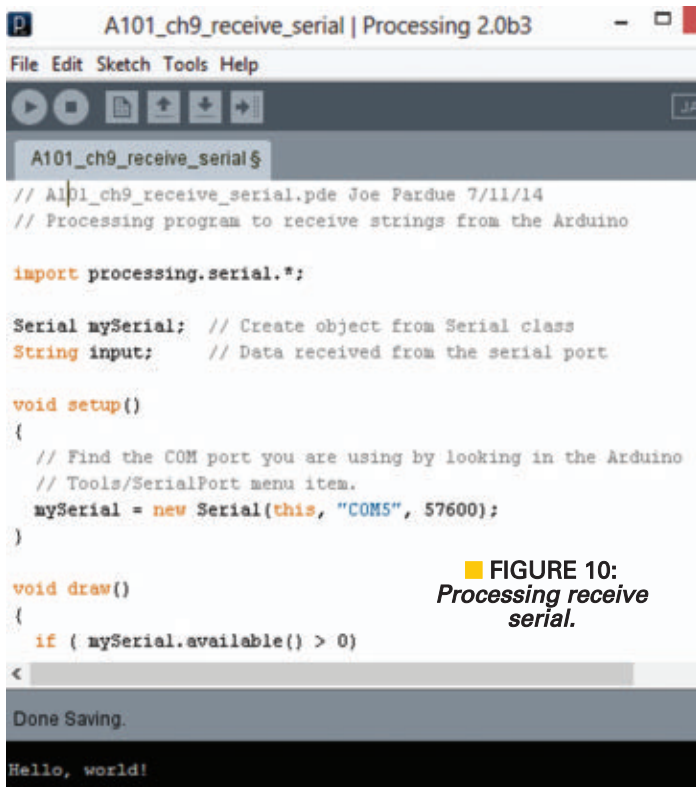 A101_ch9_receive_serial | Processing 2.0b3
File Edit Sketch Tools Help
JA
A101_ch9_receive_serial §
// A101_ch9_receive_serial.pde Joe Pardue 7/11/14
// Processing program to receive strings from the Arduino
import processing.serial.*;
Serial mySerial; // Create object from Serial class
String input; // Data received from the serial port
void setup()
{
// Find the COM port you are using by looking in the Arduino
// Tools/SerialPort menu item.
mySerial = new Serial(this, "COM5", 57600);
}
void draw()
{
if ( mySerial.available() > 0)
FIGURE 10:
Processing receive
serial.
Done Saving.
Hello, world!